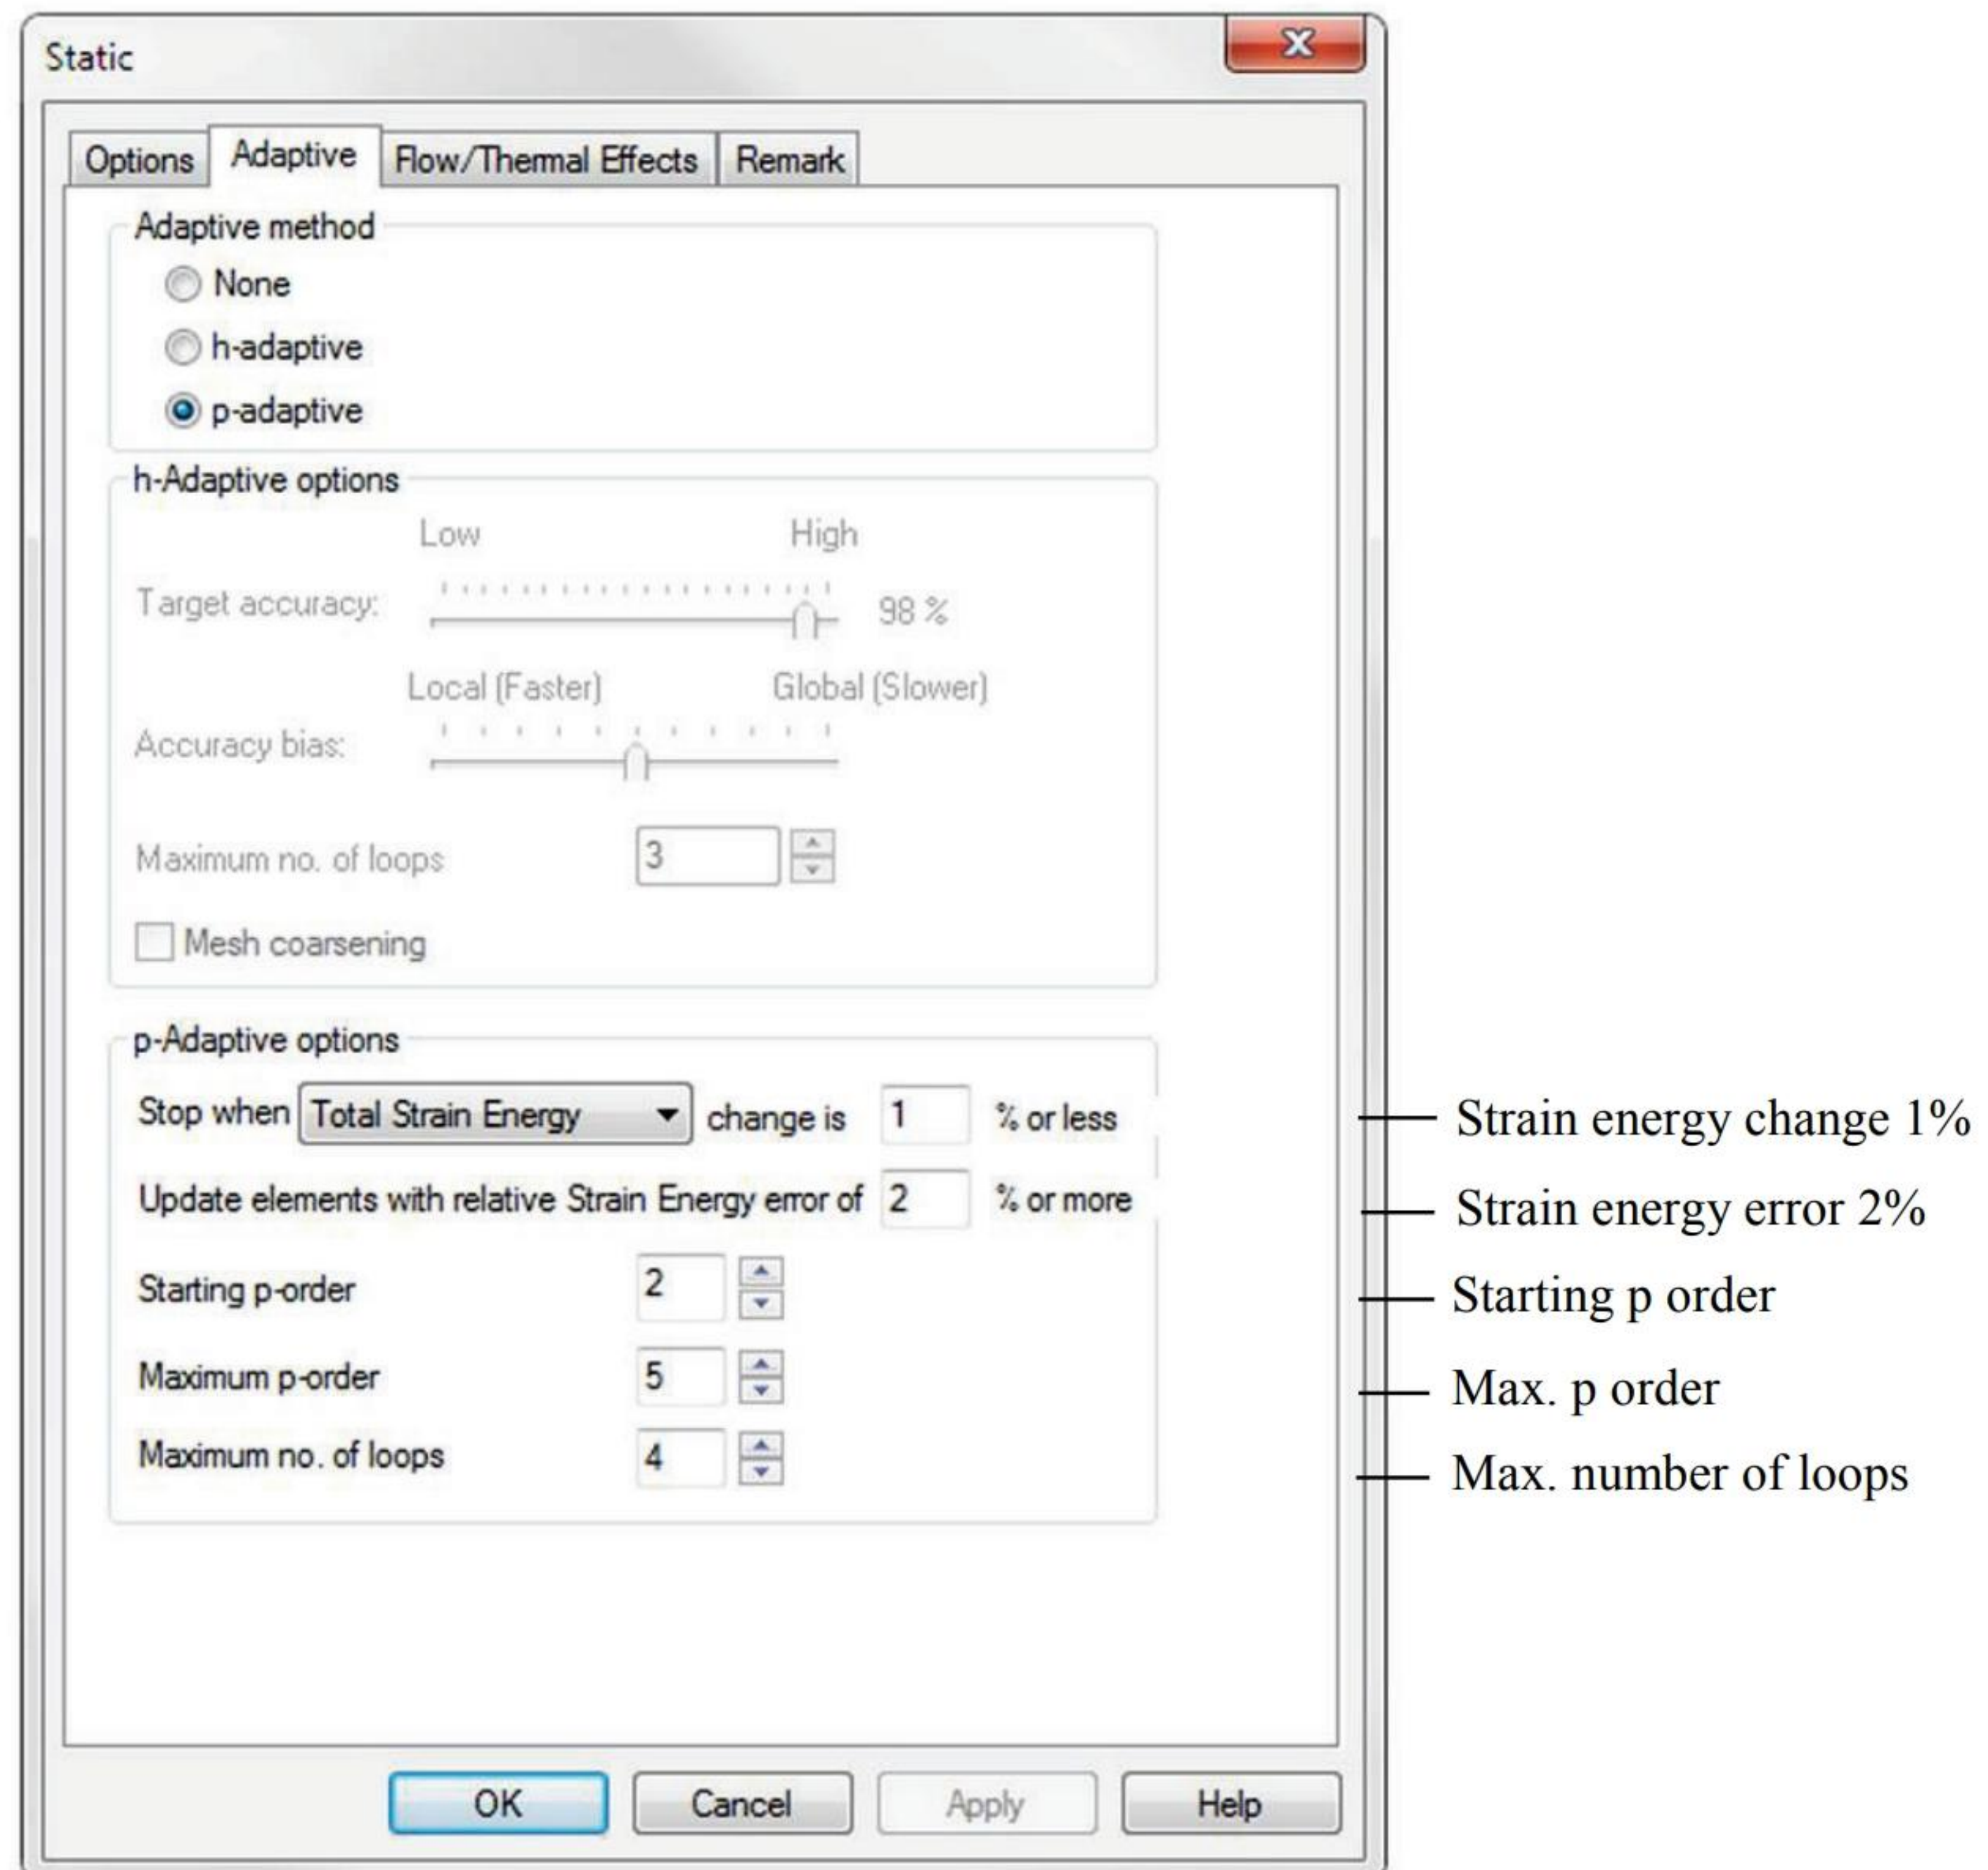 Static
Options Adaptive Flow/Thermal Effects Remark
Adaptive method
None
h-adaptive
p-adaptive
h-Adaptive options
Low High
Target accuracy: 98 %
Local (Faster) Global (Slower)
Accuracy bias:
Maximum no. of loops 3
Mesh coarsening
p-Adaptive options
Stop when Total Strain Energy change is 1 % or less
Strain energy change 1%
Update elements with relative Strain Energy error of 2 % or more
Strain energy error 2%
Starting p-order 2
Starting p order
Maximum p-order 5
Max. p order
Maximum no. of loops 4
Max. number of loops
OK Cancel Apply Help